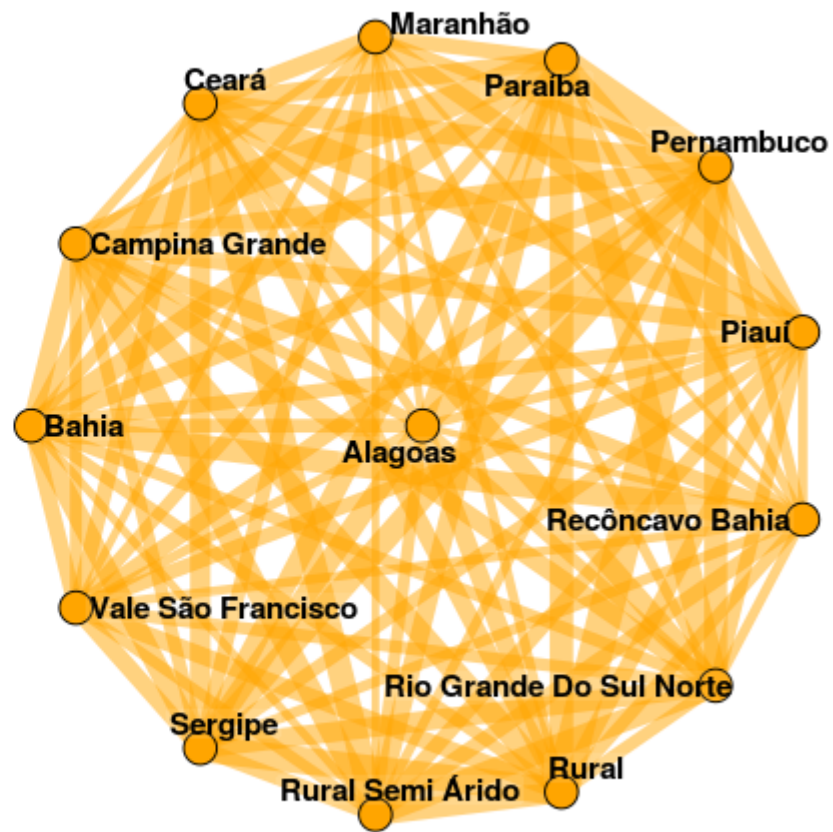 Maranhão
Ceará
Paraíba
Pernambuco
Campina Grande
Piauí
Bahia
Alagoas
Recôncavo Bahia
Vale São Francisco
Rio Grande Do Sul Norte
Sergipe
Rural
Rural Semi Árido